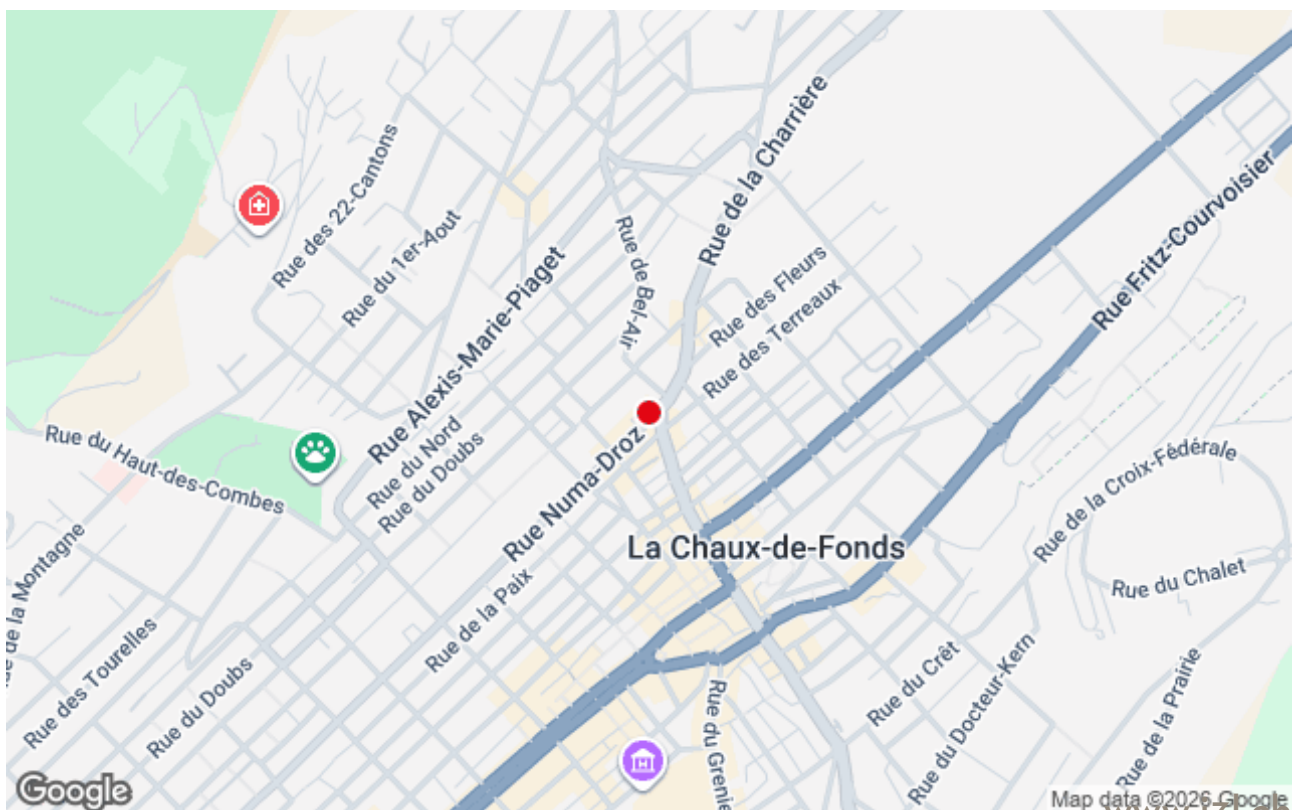 Rue des 22-Cantons
Rue du 1er-Aout
Rue Alexis-Marie-Piaget
Rue de Bel-Air
Rue de la Charrière
Rue des Fleurs
Rue des Terreaux
Rue Fritz-Courvoisier
Rue du Haut-des-Combes
Rue du Nord
Rue du Doubs
Rue Numa-Droz
Rue de la Paix
La Chaux-de-Fonds
Rue de la Croix-Fédérale
Rue du Chalet
de la Montagne
Rue des Tourelles
Rue du Doubs
Rue du Crêt
Rue du Docteur-Kern
Rue de la Prairie
Rue du Grenie
H
Google
Map data ©2026 Google